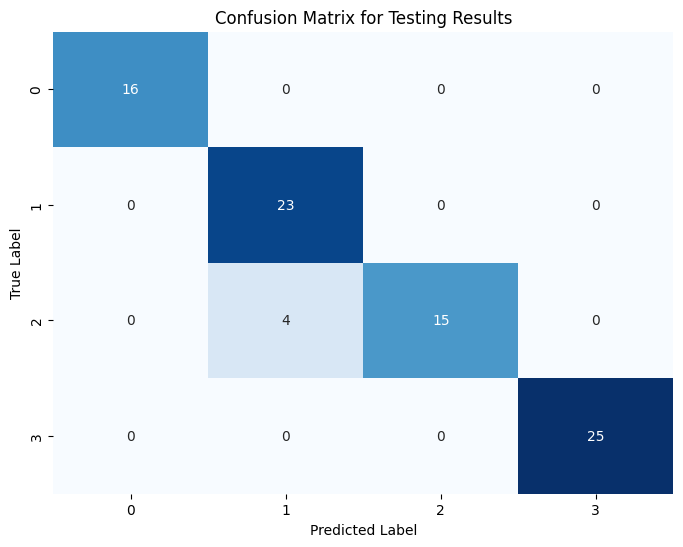 Confusion Matrix for Testing Results
True Label
0 16 0 0 0
1 0 23 0 0
2 0 4 15 0
3 0 0 0 25
0 1 2 3
Predicted Label